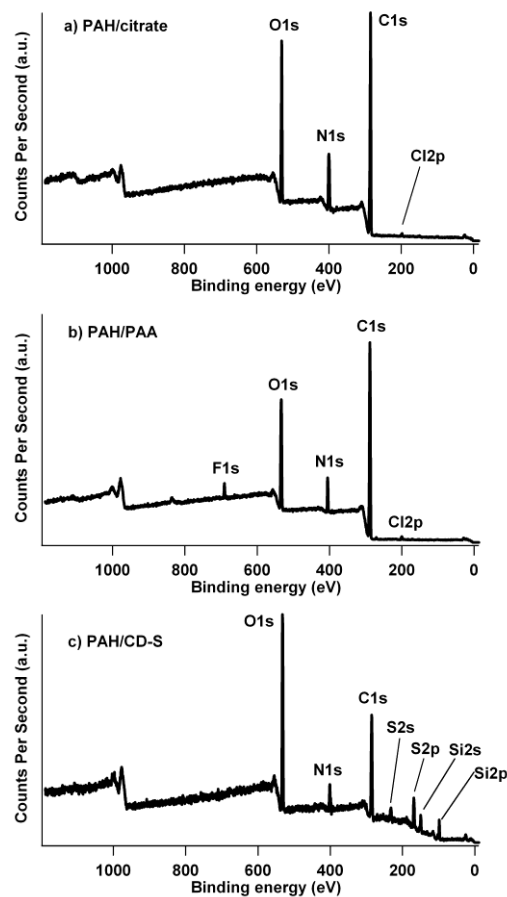 a) PAH/citrate
O1s
C1s
N1s
Cl2p
Counts Per Second (a.u.)
1000 800 600 400 200 0
Binding energy (eV)
b) PAH/PAA
C1s
O1s
F1s
N1s
Cl2p
Counts Per Second (a.u.)
1000 800 600 400 200 0
Binding energy (eV)
c) PAH/CD-S
O1s
C1s
N1s
S2s
S2p
Si2s
Si2p
Counts Per Second (a.u.)
1000 800 600 400 200 0
Binding energy (eV)